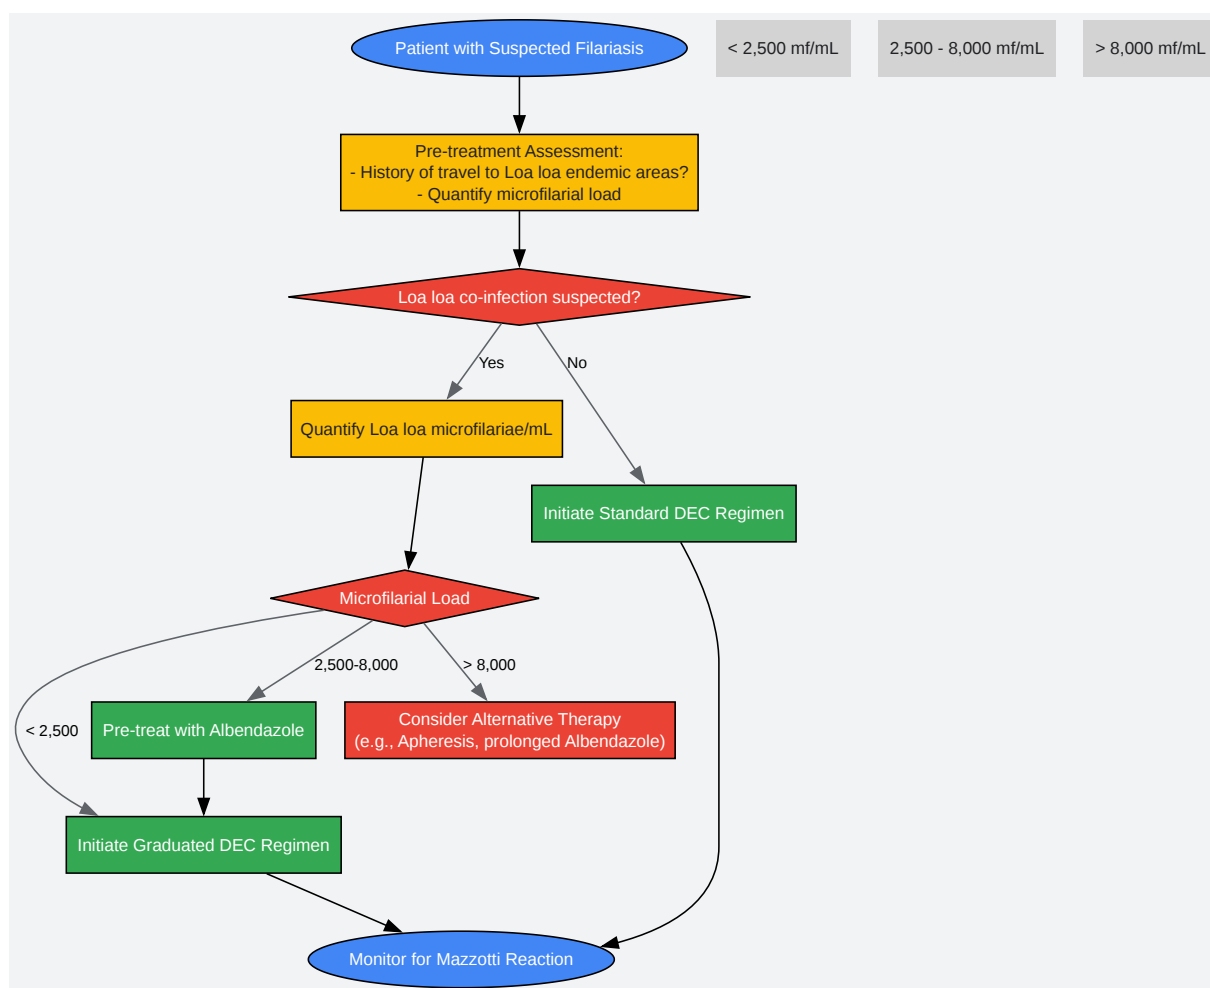 Patient with Suspected Filariasis
< 2,500 mf/mL
2,500 - 8,000 mf/mL
> 8,000 mf/mL
Pre-treatment Assessment:
- History of travel to Loa loa endemic areas?
- Quantify microfilarial load
Loa loa co-infection suspected?
Yes
No
Quantify Loa loa microfilariae/mL
Initiate Standard DEC Regimen
Microfilarial Load
2,500-8,000
> 8,000
< 2,500
Pre-treat with Albendazole
Consider Alternative Therapy
(e.g., Apheresis, prolonged Albendazole)
Initiate Graduated DEC Regimen
Monitor for Mazzotti Reaction